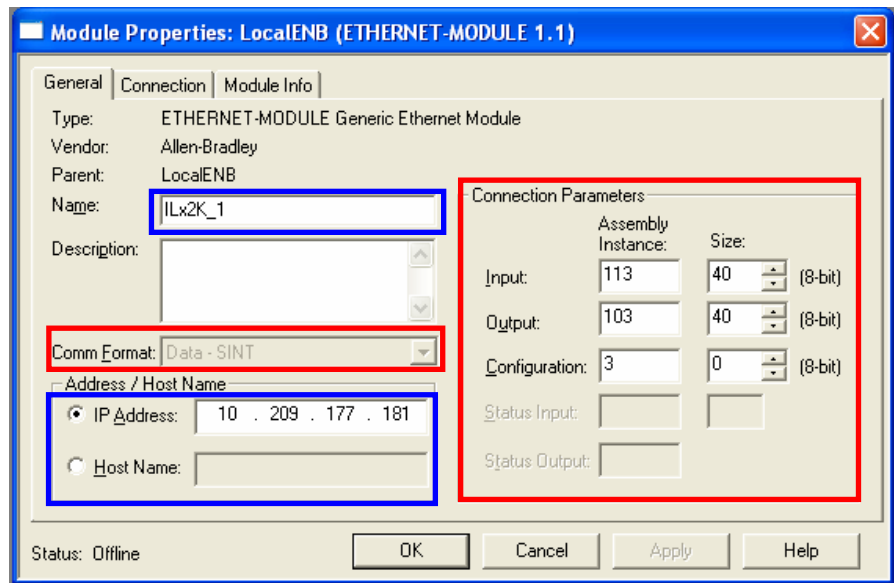 Module Properties: LocalENB (ETHERNET-MODULE 1.1)
General Connection Module Info
Type: ETHERNET-MODULE Generic Ethernet Module
Vendor: Allen-Bradley
Parent: LocalENB
Name: ILx2K_1
Description:
Comm Format: Data - SINT
Address / Host Name
IP Address: 10 . 209 . 177 . 181
Host Name:
Connection Parameters
Assembly Instance: Size:
Input: 113 40 (8-bit)
Output: 103 40 (8-bit)
Configuration: 3 0 (8-bit)
Status Input:
Status Output:
Status: Offline
OK Cancel Apply Help